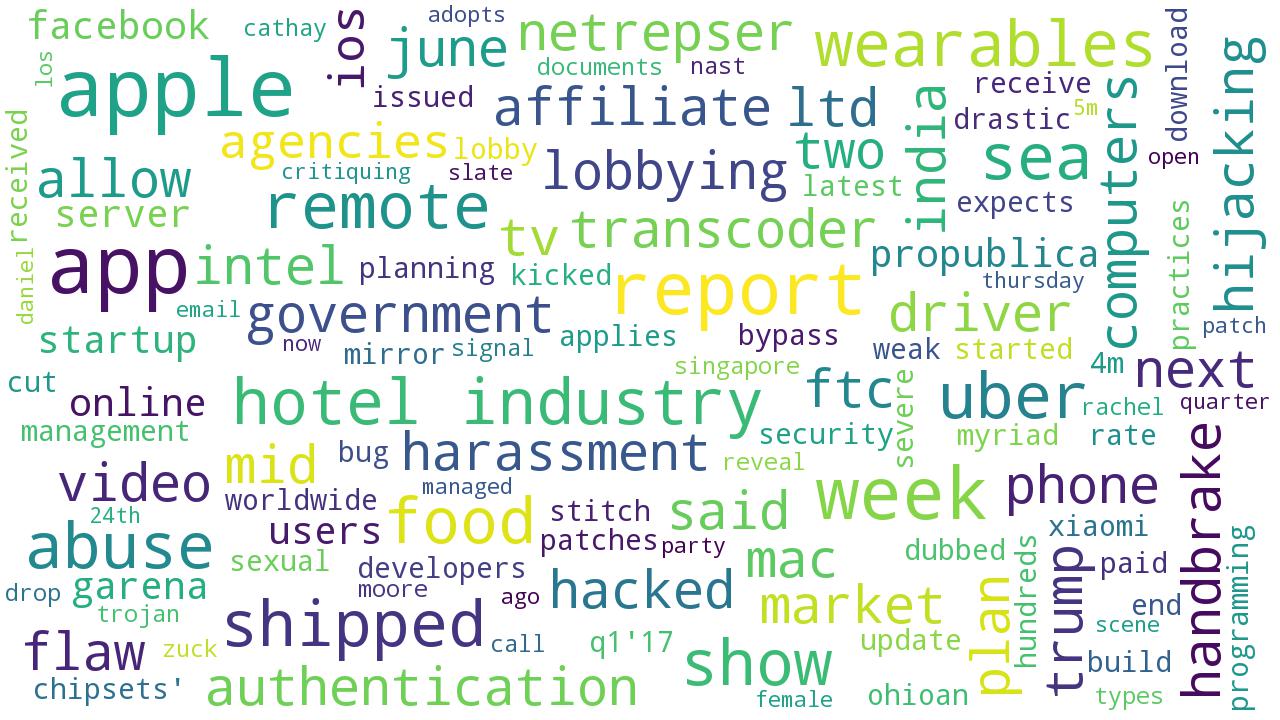 facebook
cathay
ios
adopts
june
netrepser
wearables
download
hijacking
los
apple
documents
nast
receive
issued
affiliate
ltd
india
drastic
5m
computers
received
agencies
lobby
critiquing
slate
lobbying
two
latest
sea
open
allow
server
remote
tv
transcoder
expects
practices
daniel
app
intel
planning
kicked
report
propublica
thursday
email
government
applies
bypass
driver
patch
startup
now
mirror
signal
singapore
weak
started
4m
next
cut
online
hotel industry
ftc
severe
uber
rachel
quarter
management
security
myriad
rate
mid
bug
harassment
reveal
handbrake
video
worldwide
managed
week
phone
24th
users
food
stitch
said
xiaomi
abuse
patches
party
sexual
developers
mac
dubbed
hundreds
trump
paid
programming
drop
garena
moore
ago
hacked
market
plan
end
trojan
shipped
scene
flaw
zuck
call
q1'17
show
update
build
chipsets'
authentication
female
ohioan
types